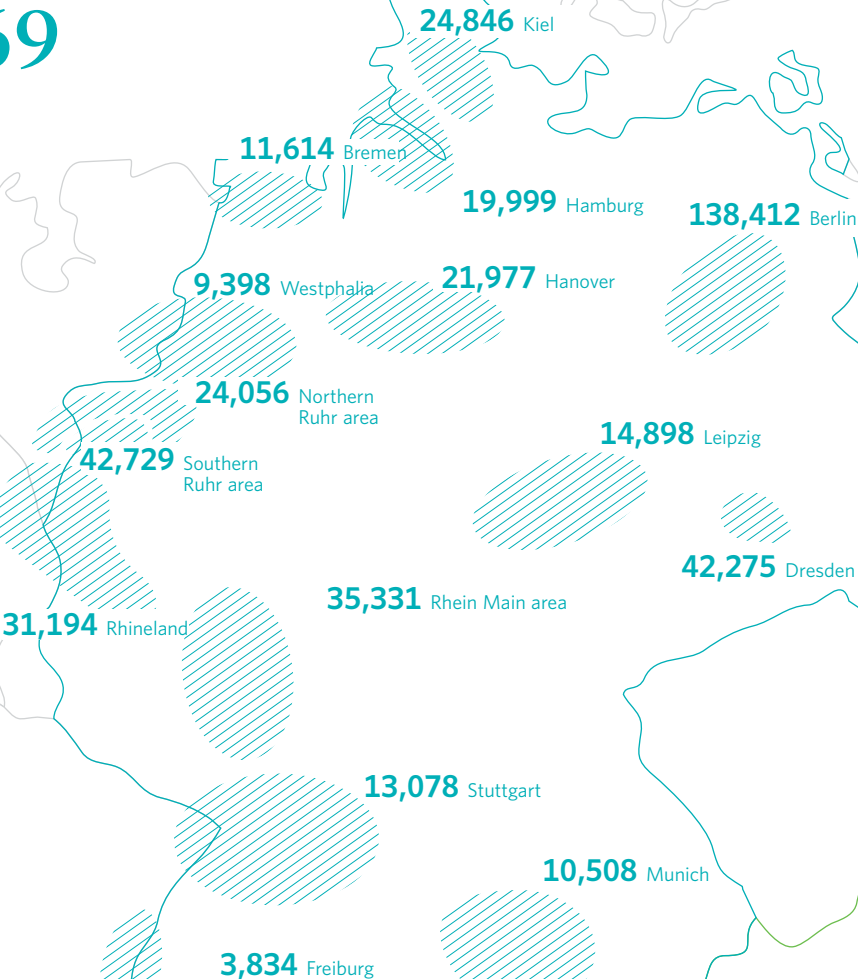 24,846 Kiel
11,614 Bremen
19,999 Hamburg
138,412 Berlin
9,398 Westphalia
21,977 Hanover
24,056 Northern
Ruhr area
14,898 Leipzig
42,729 Southern
Ruhr area
42,275 Dresden
35,331 Rhein Main area
31,194 Rhineland
13,078 Stuttgart
10,508 Munich
3,834 Freiburg